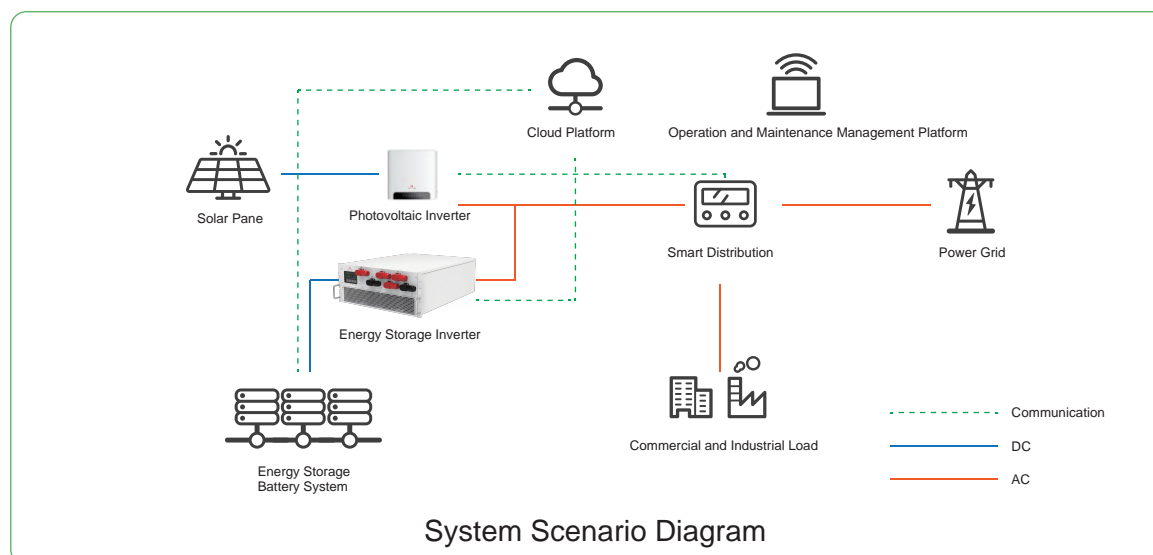 Cloud Platform
Operation and Maintenance Management Platform
Solar Pane
Photovoltaic Inverter
Smart Distribution
Power Grid
Energy Storage Inverter
Commercial and Industrial Load
Energy Storage
Battery System
Communication
DC
AC
System Scenario Diagram